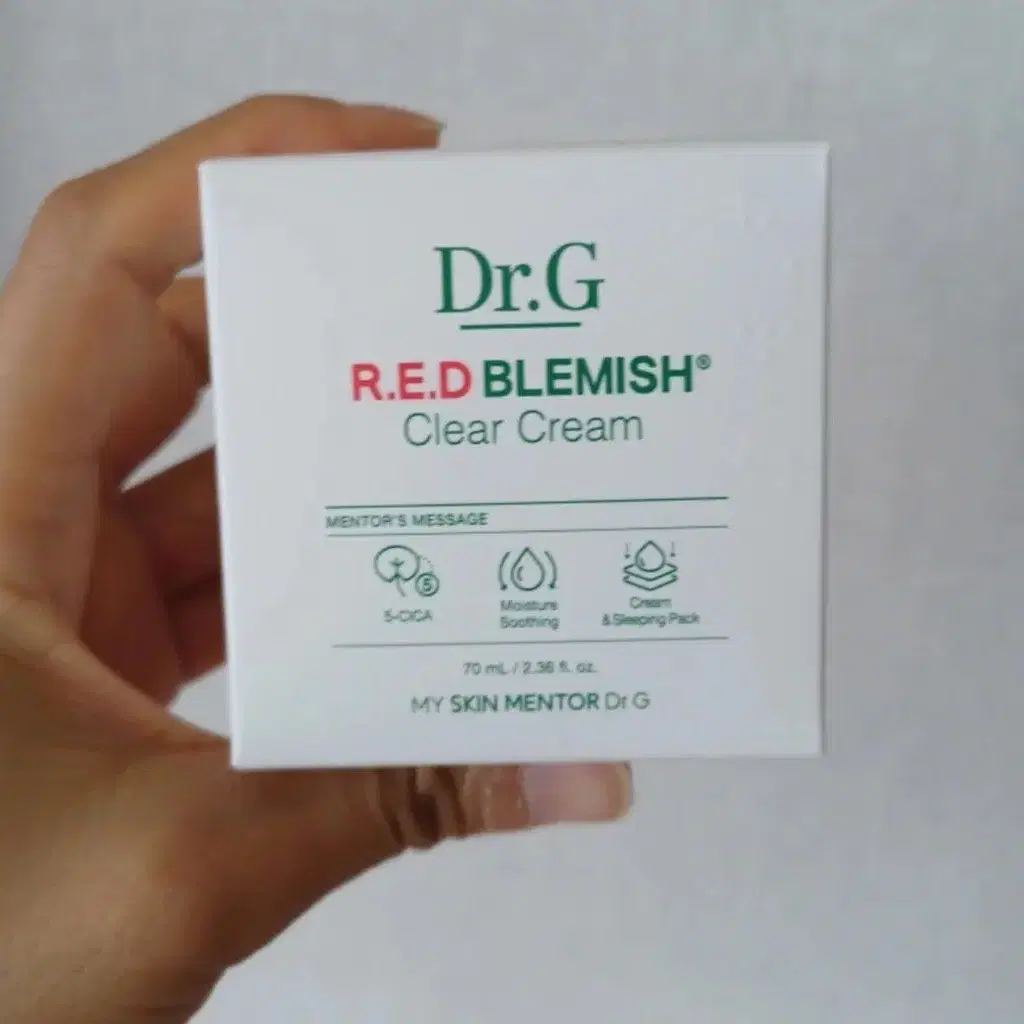 Dr.G
R.E.D BLEMISH®
Clear Cream
MENTOR'S MESSAGE
5
5-CICA
Moisture
Soothing
Cream
& Sleeping Pack
70 mL / 2.36 fl. oz.
MY SKIN MENTOR Dr G